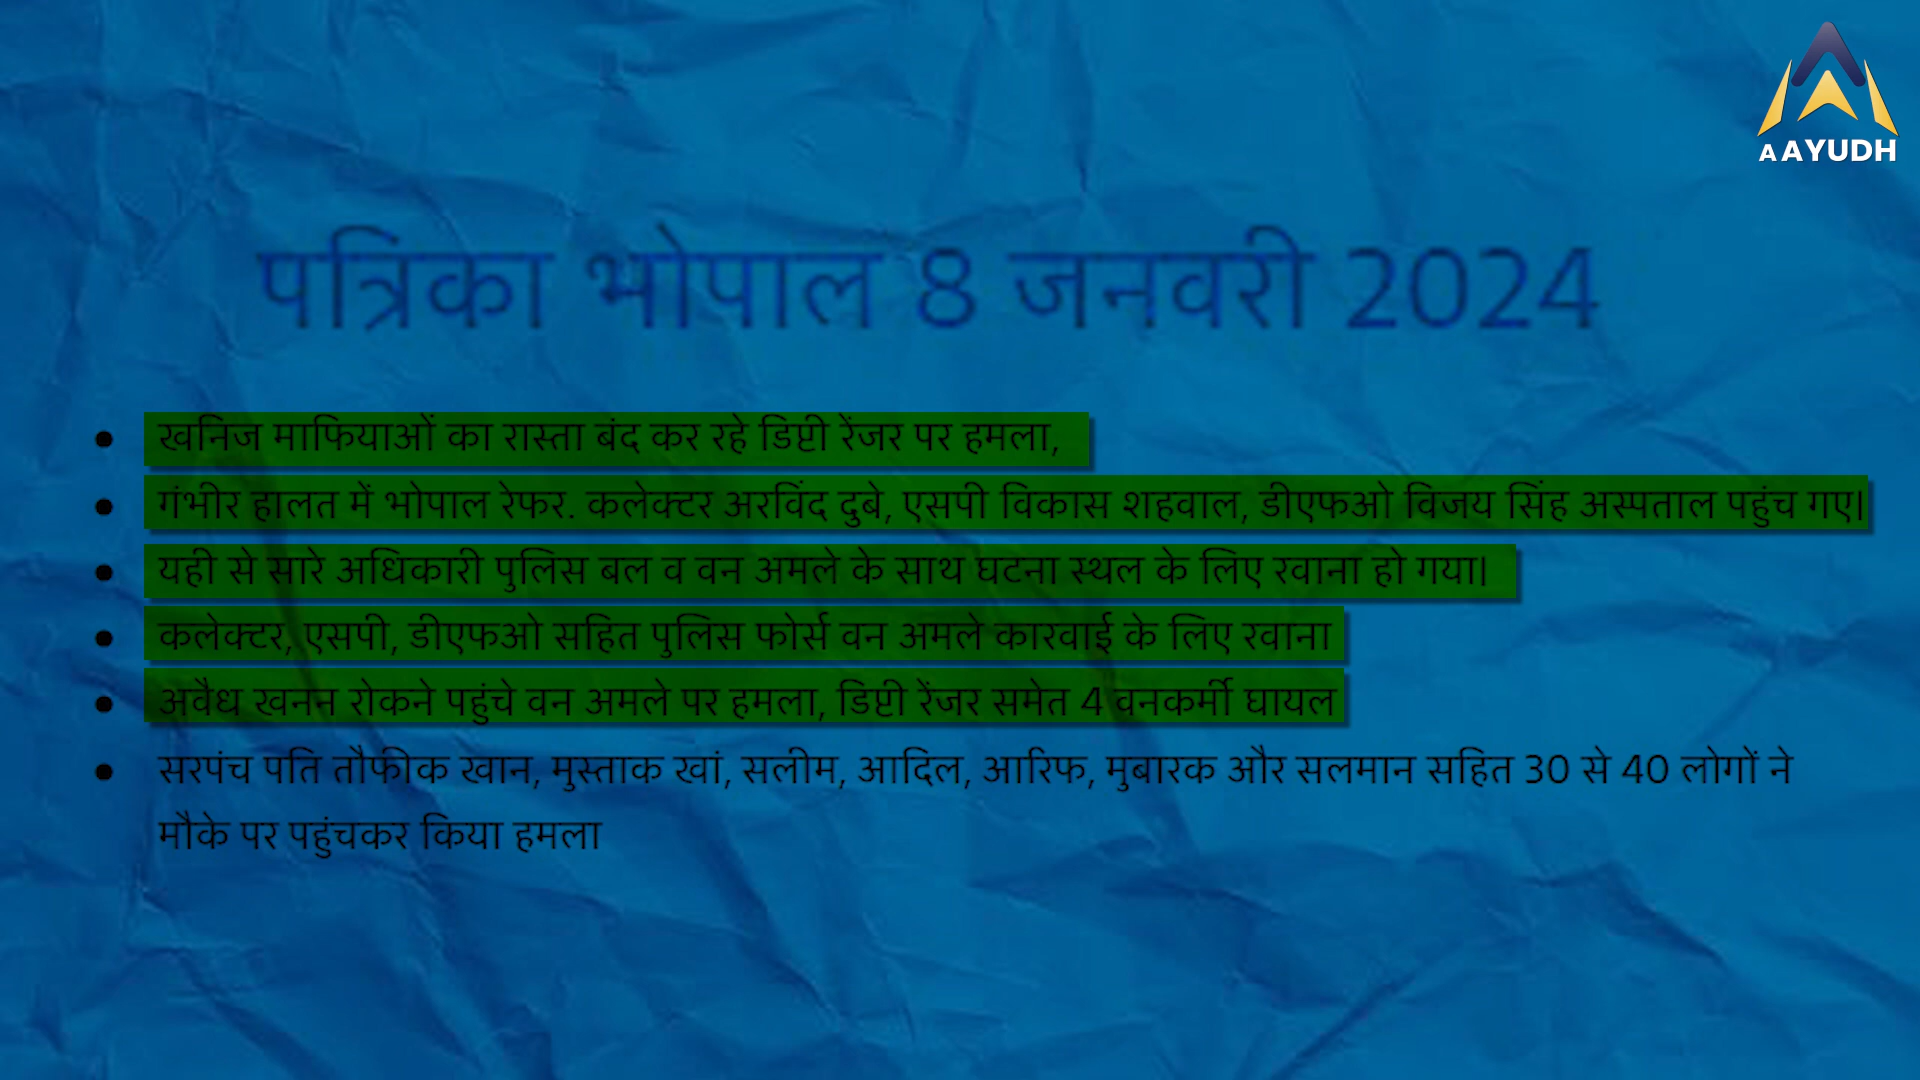 AAYUDH
पत्रिका भोपाल 8 जनवरी 2024
• खनिज माफियाओं का रास्ता बंद कर रहे डिप्टी रेंजर पर हमला,
• गंभीर हालत में भोपाल रेफर. कलेक्टर अरविंद दुबे, एसपी विकास शहवाल, डीएफओ विजय सिंह अस्पताल पहुंच गए।
• यही से सारे अधिकारी पुलिस बल व वन अमले के साथ घटना स्थल के लिए रवाना हो गया।
• कलेक्टर, एसपी, डीएफओ सहित पुलिस फोर्स वन अमले कारवाई के लिए रवाना
• अवैध खनन रोकने पहुंचे वन अमले पर हमला, डिप्टी रेंजर समेत 4 वनकर्मी घायल
• सरपंच पति तौफीक खान, मुस्ताक खां, सलीम, आदिल, आरिफ, मुबारक और सलमान सहित 30 से 40 लोगों ने
मौके पर पहुंचकर किया हमला